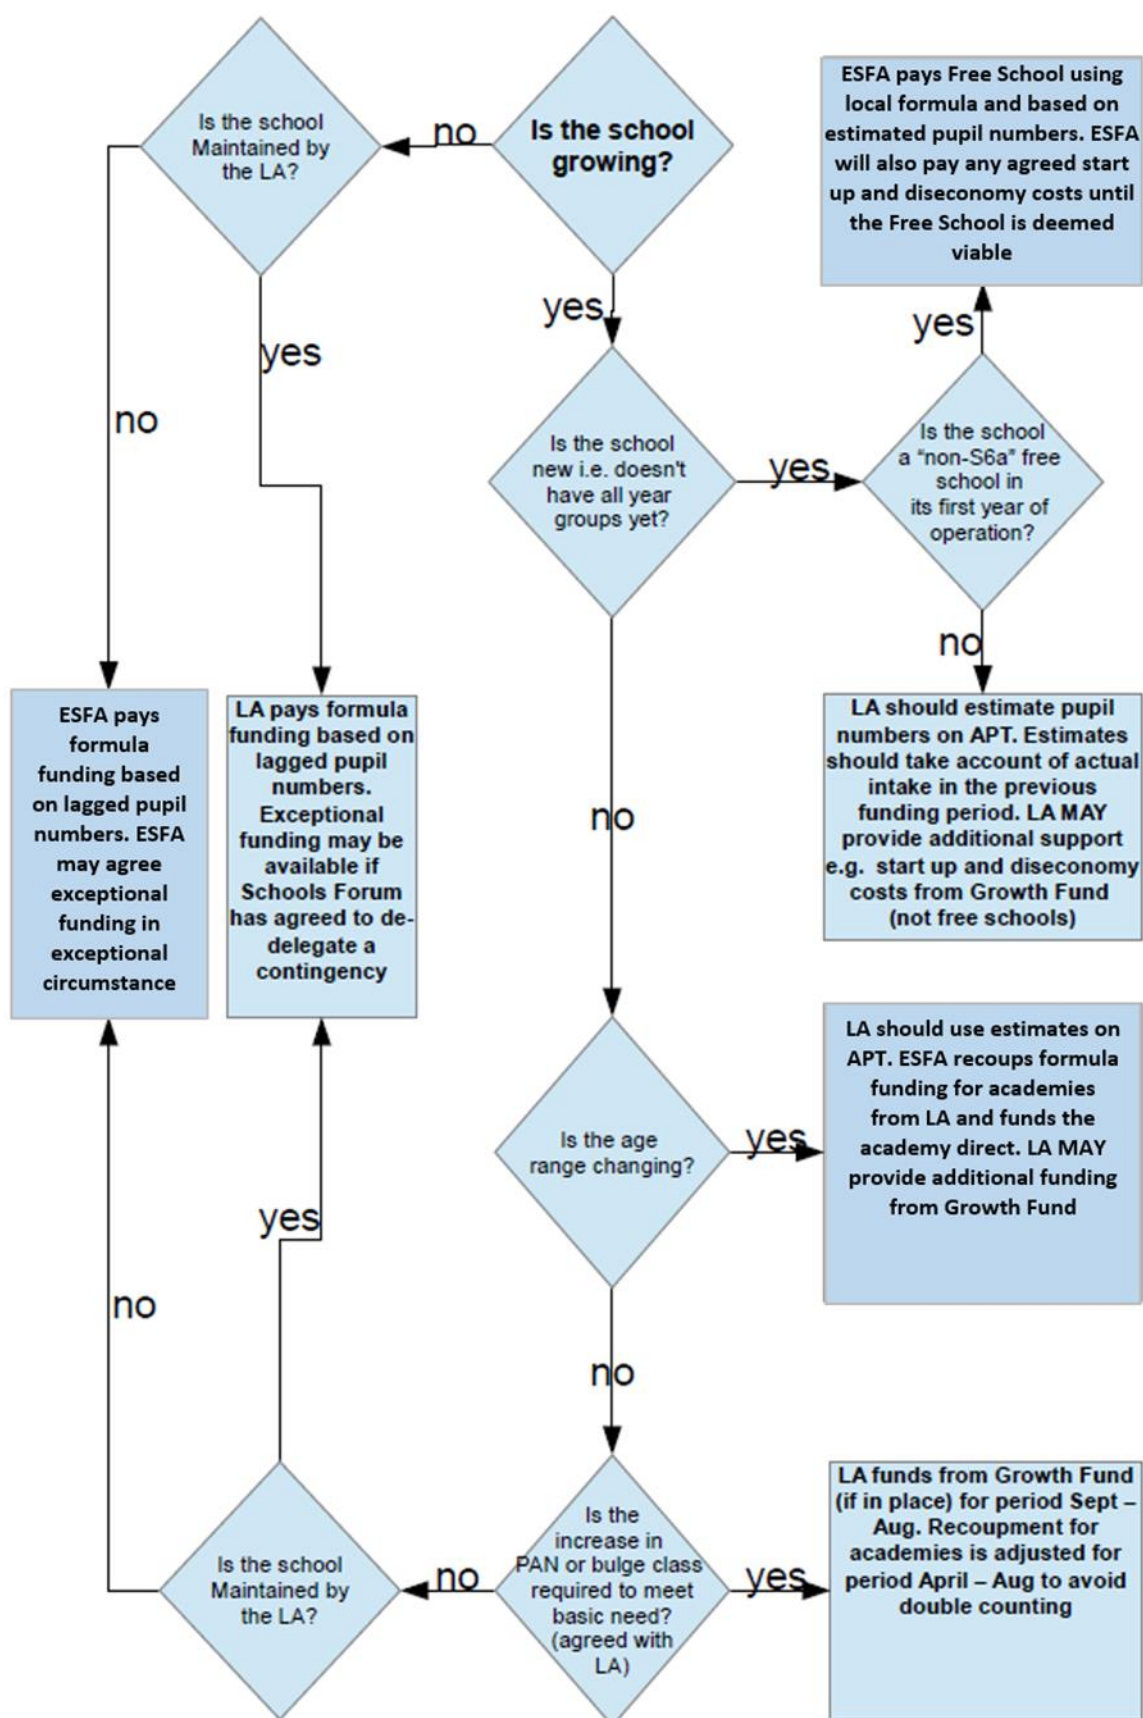 Is the school
Maintained by
the LA?
no
Is the school
growing?
ESFA pays Free School using
local formula and based on
estimated pupil numbers. ESFA
will also pay any agreed start
up and diseconomy costs until
the Free School is deemed
viable
yes
yes
yes
no
Is the school
new i.e. doesn't
have all year
groups yet?
yes
Is the school
a "non-S6a" free
school in
its first year of
operation?
no
ESFA pays
formula
funding based
on lagged pupil
numbers. ESFA
may agree
exceptional
funding in
exceptional
circumstance
LA pays formula
funding based on
lagged pupil
numbers.
Exceptional
funding may be
available if
Schools Forum
has agreed to de-
delegate a
contingency
no
LA should estimate pupil
numbers on APT. Estimates
should take account of actual
intake in the previous
funding period. LA MAY
provide additional support
e.g. start up and diseconomy
costs from Growth Fund
(not free schools)
Is the age
range changing?
yes
LA should use estimates on
APT. ESFA recoups formula
funding for academies
from LA and funds the
academy direct. LA MAY
provide additional funding
from Growth Fund
yes
no
no
Is the school
Maintained by
the LA?
no
Is the
increase in
PAN or bulge class
required to meet
basic need?
(agreed with
LA)
yes
LA funds from Growth Fund
(if in place) for period Sept –
Aug. Recoupment for
academies is adjusted for
period April – Aug to avoid
double counting